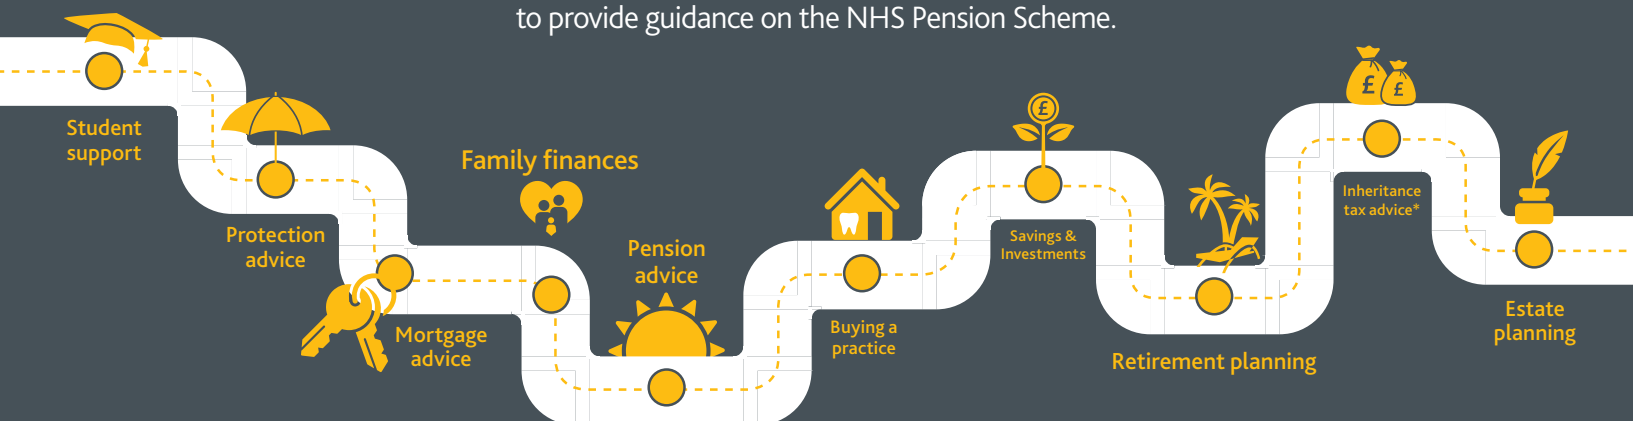 to provide guidance on the NHS Pension Scheme.
Student
support
Protection
advice
Mortgage
advice
Family finances
Pension
advice
Buying a
practice
£
Savings &
Investments
Retirement planning
£ £
Inheritance
tax advice*
Estate
planning